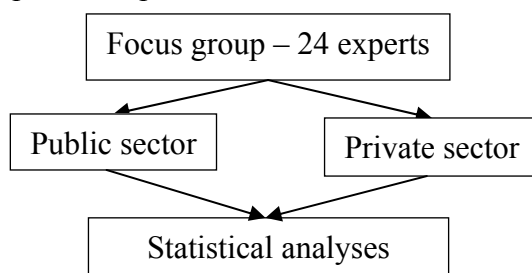 Focus group – 24 experts
Public sector
Private sector
Statistical analyses